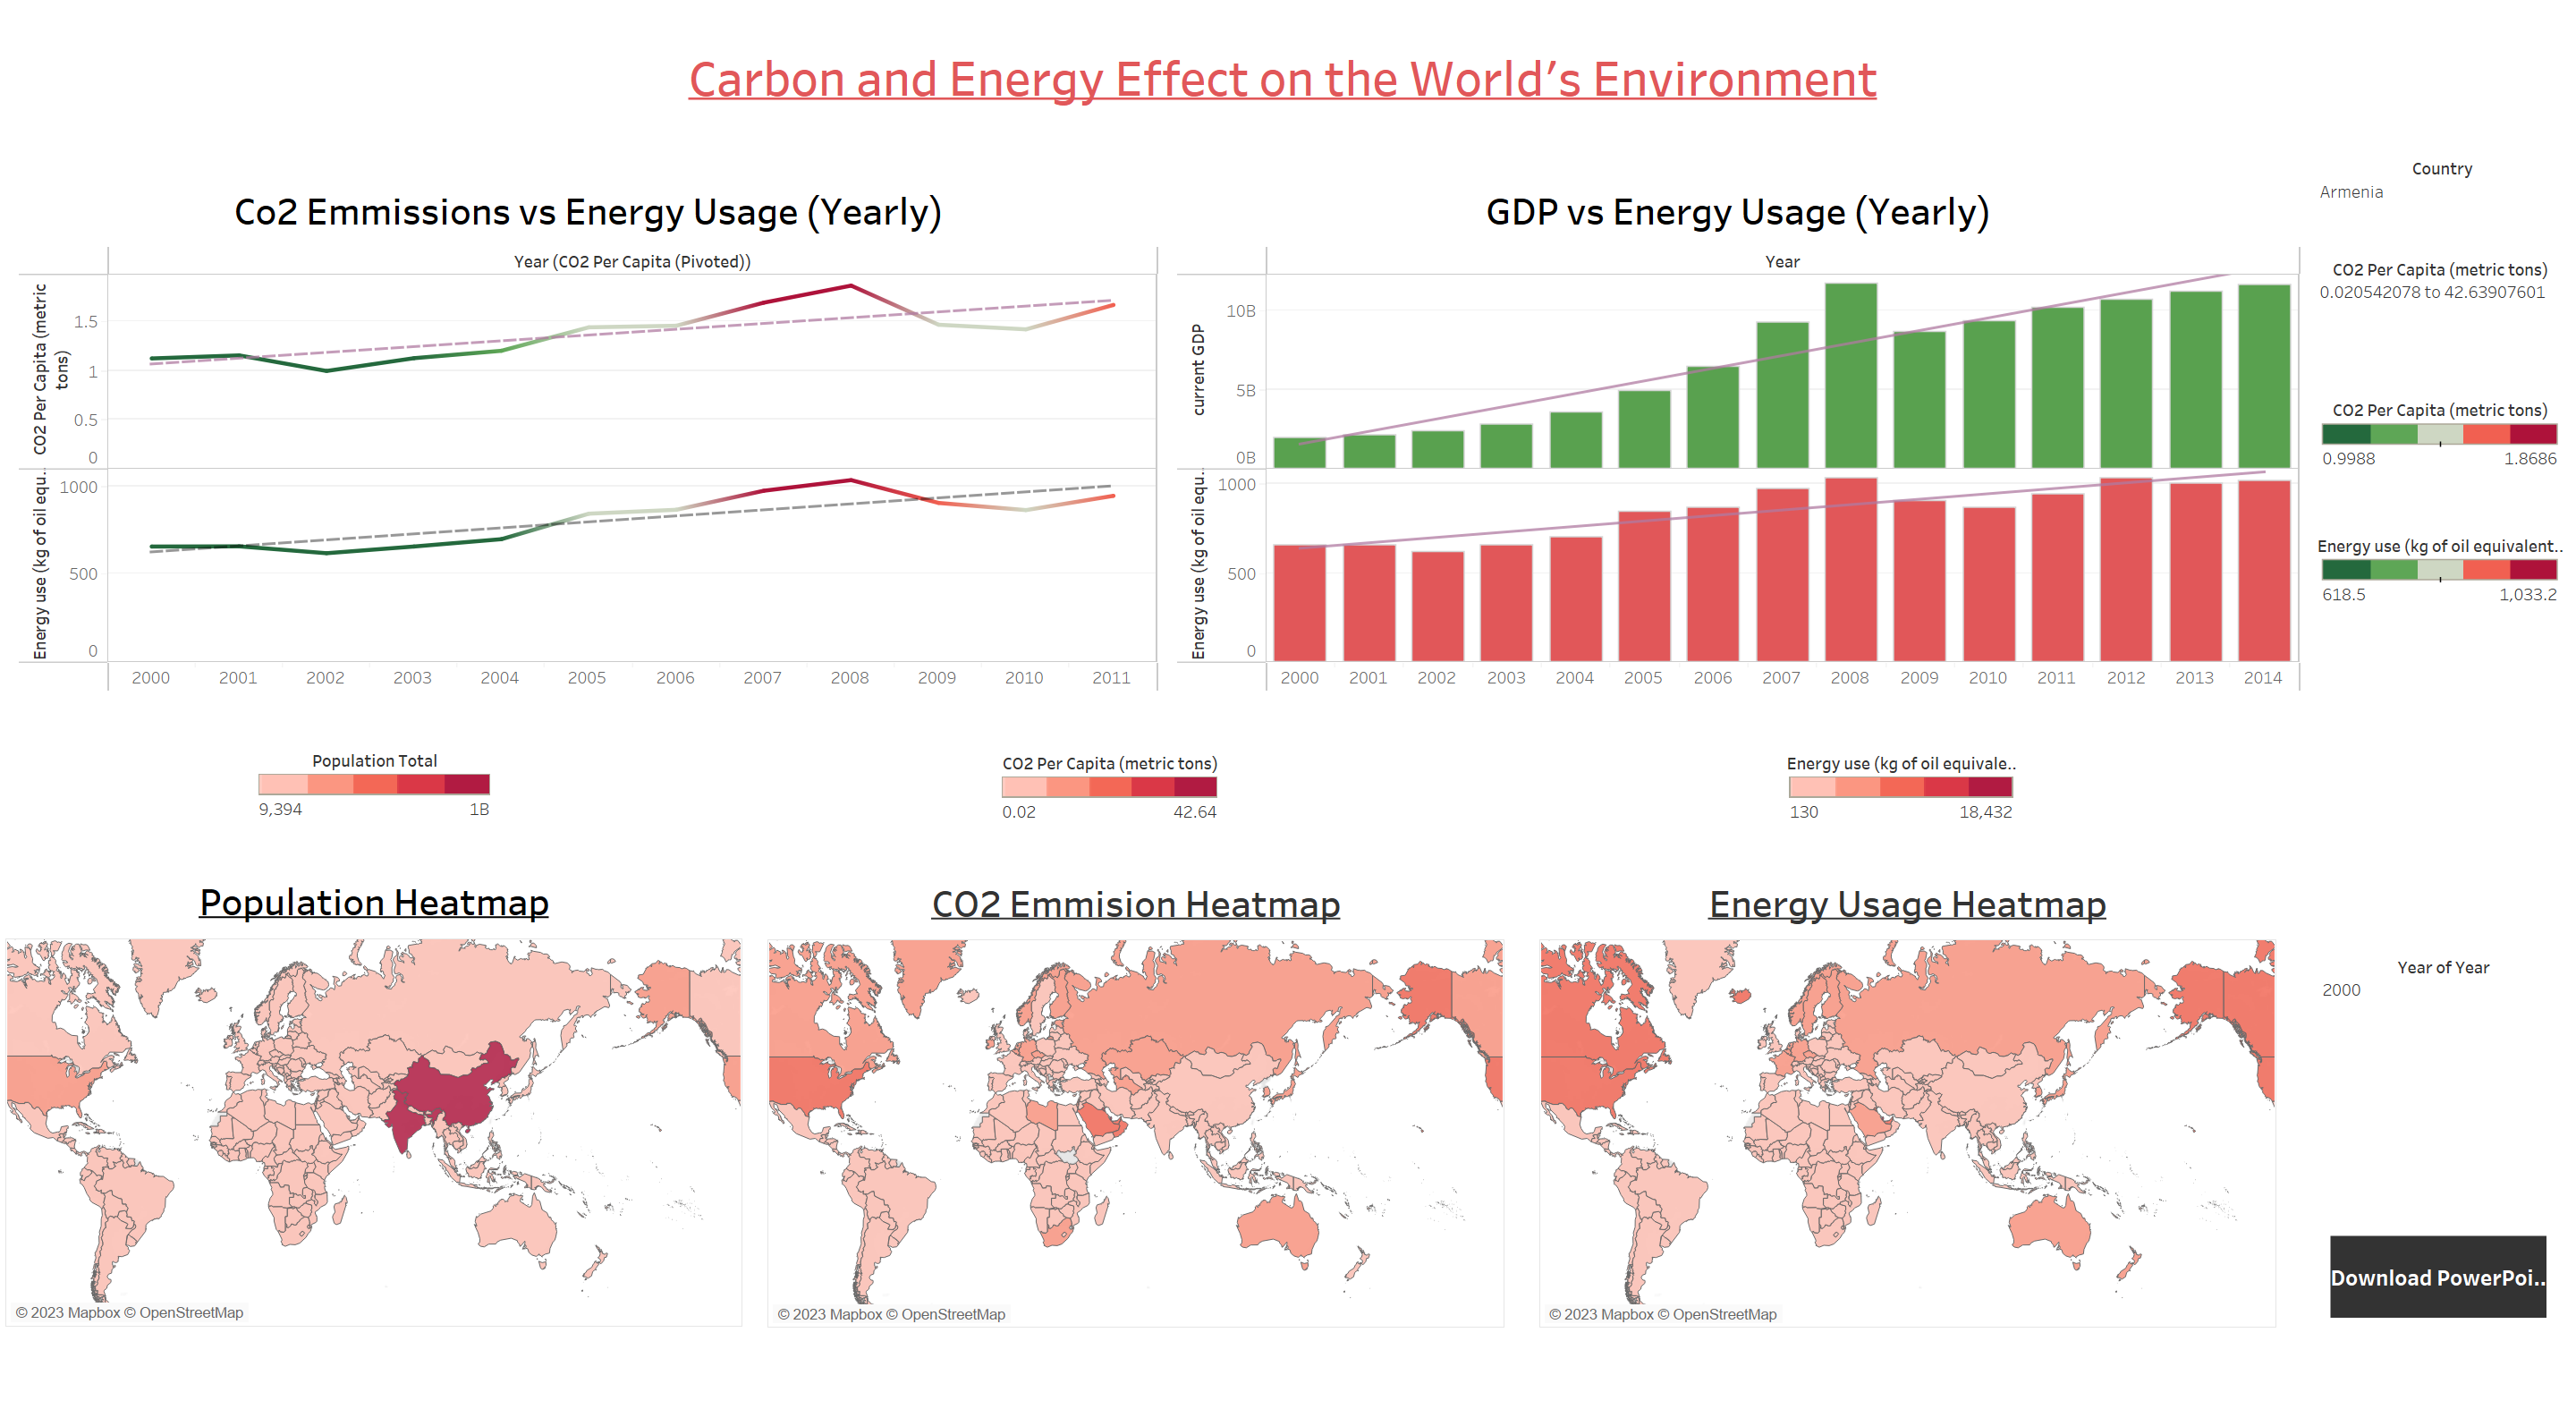 Carbon and Energy Effect on the World's Environment
Co2 Emmissions vs Energy Usage (Yearly)
Year (CO2 Per Capita (Pivoted))
CO2 Per Capita (metric
tons)
1.5
1
0.5
0
Energy use (kg of oil equ..
1000
500
0
2000 2001 2002 2003 2004 2005 2006 2007 2008 2009 2010 2011
GDP vs Energy Usage (Yearly)
Year
current GDP
10B
5B
0B
Energy use (kg of oil equ..
1000
500
0
2000 2001 2002 2003 2004 2005 2006 2007 2008 2009 2010 2011 2012 2013 2014
Country
Armenia
CO2 Per Capita (metric tons)
0.020542078 to 42.63907601
CO2 Per Capita (metric tons)
0.9988 1.8686
Energy use (kg of oil equivalent..
618.5 1,033.2
Population Total
9,394 1B
CO2 Per Capita (metric tons)
0.02 42.64
Energy use (kg of oil equivale..
130 18,432
Population Heatmap
© 2023 Mapbox © OpenStreetMap
CO2 Emmision Heatmap
© 2023 Mapbox © OpenStreetMap
Energy Usage Heatmap
© 2023 Mapbox © OpenStreetMap
Year of Year
2000
Download PowerPoi..